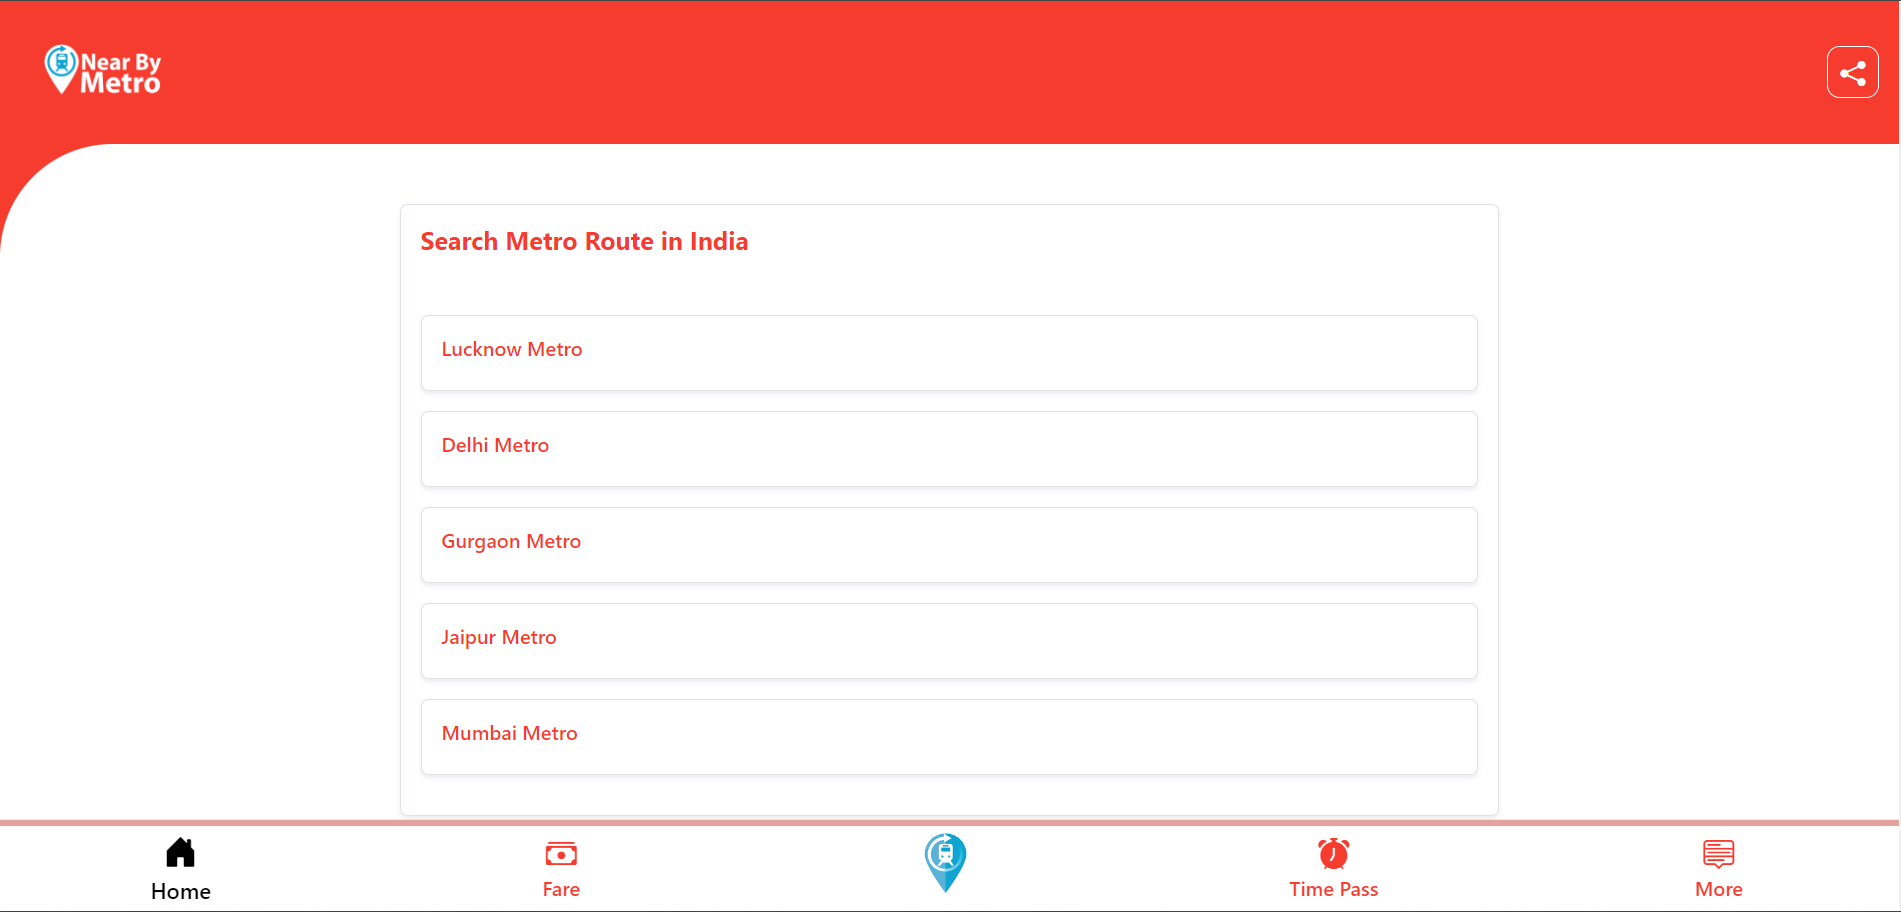 Near By
Metro
Search Metro Route in India
Lucknow Metro
Delhi Metro
Gurgaon Metro
Jaipur Metro
Mumbai Metro
Home
Fare
Time Pass
More